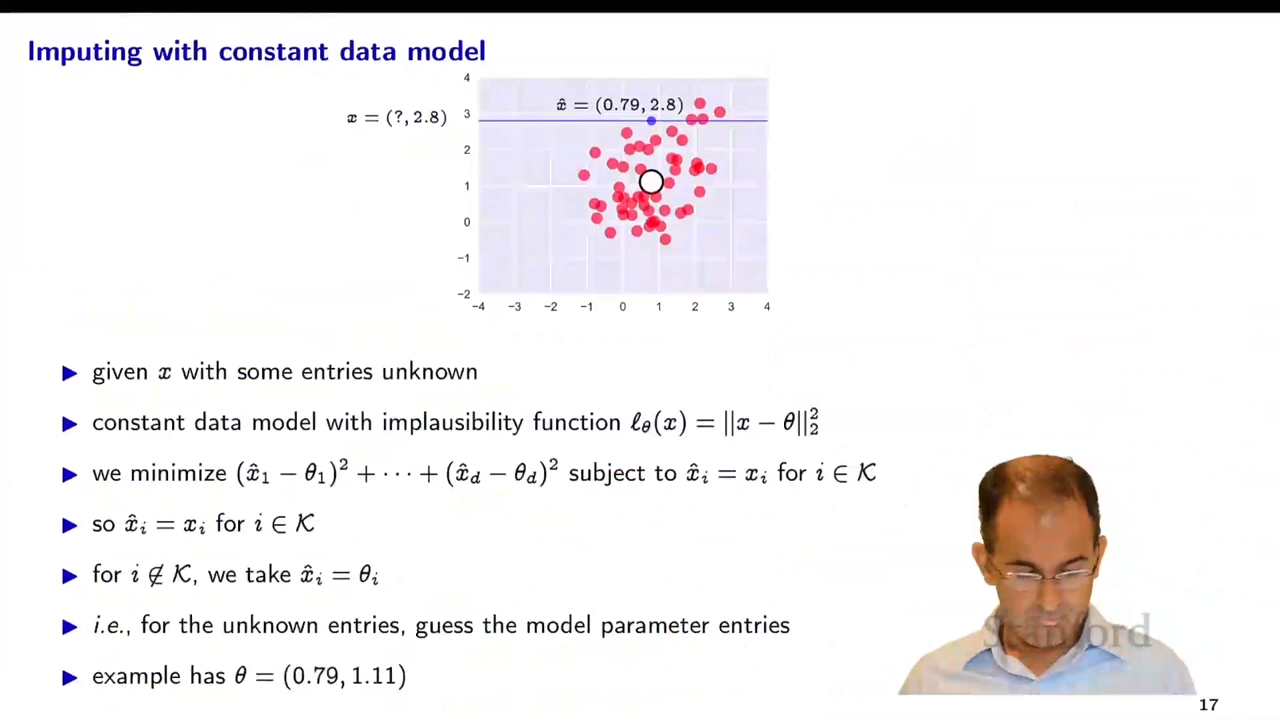 Imputing with constant data model
x = (?, 2.8)
x̂ = (0.79, 2.8)
4
3
2
1
0
−1
−2
−4 −3 −2 −1 0 1 2 3 4
▶ given x with some entries unknown
▶ constant data model with implausibility function ℓθ(x) = ||x − θ||₂²
▶ we minimize (x̂₁ − θ₁)² + · · · + (x̂d − θd)² subject to x̂ᵢ = xᵢ for i ∈ 𝒦
▶ so x̂ᵢ = xᵢ for i ∈ 𝒦
▶ for i ∉ 𝒦, we take x̂ᵢ = θᵢ
▶ i.e., for the unknown entries, guess the model parameter entries
▶ example has θ = (0.79, 1.11)
Stanford
17